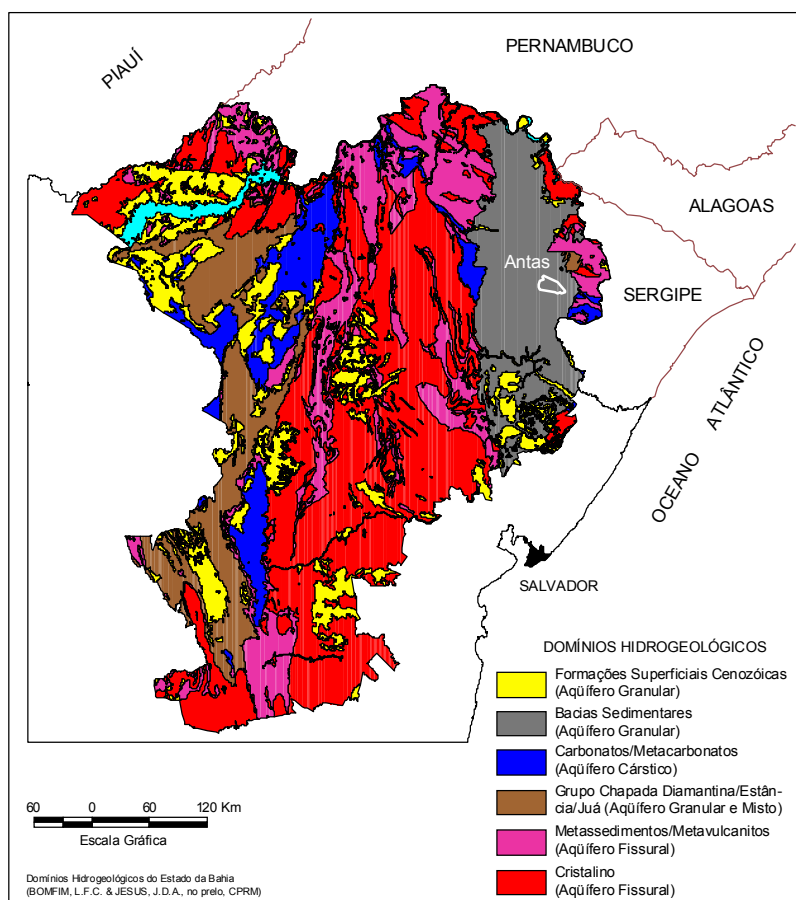 PIAUÍ
PERNAMBUCO
ALAGOAS
Antas
SERGIPE
OCEANO ATLÂNTICO
SALVADOR
DOMÍNIOS HIDROGEOLÓGICOS
Formações Superficiais Cenozóicas
(Aqüífero Granular)
Bacias Sedimentares
(Aqüífero Granular)
Carbonatos/Metacarbonatos
(Aqüífero Cárstico)
Grupo Chapada Diamantina/Estân-
cia/Juá (Aqüífero Granular e Misto)
Metassedimentos/Metavulcanitos
(Aqüífero Fissural)
Cristalino
(Aqüífero Fissural)
60 0 60 120 Km
Escala Gráfica
Domínios Hidrogeológicos do Estado da Bahia
(BOMFIM, L.F.C. & JESUS, J.D.A., no prelo, CPRM)